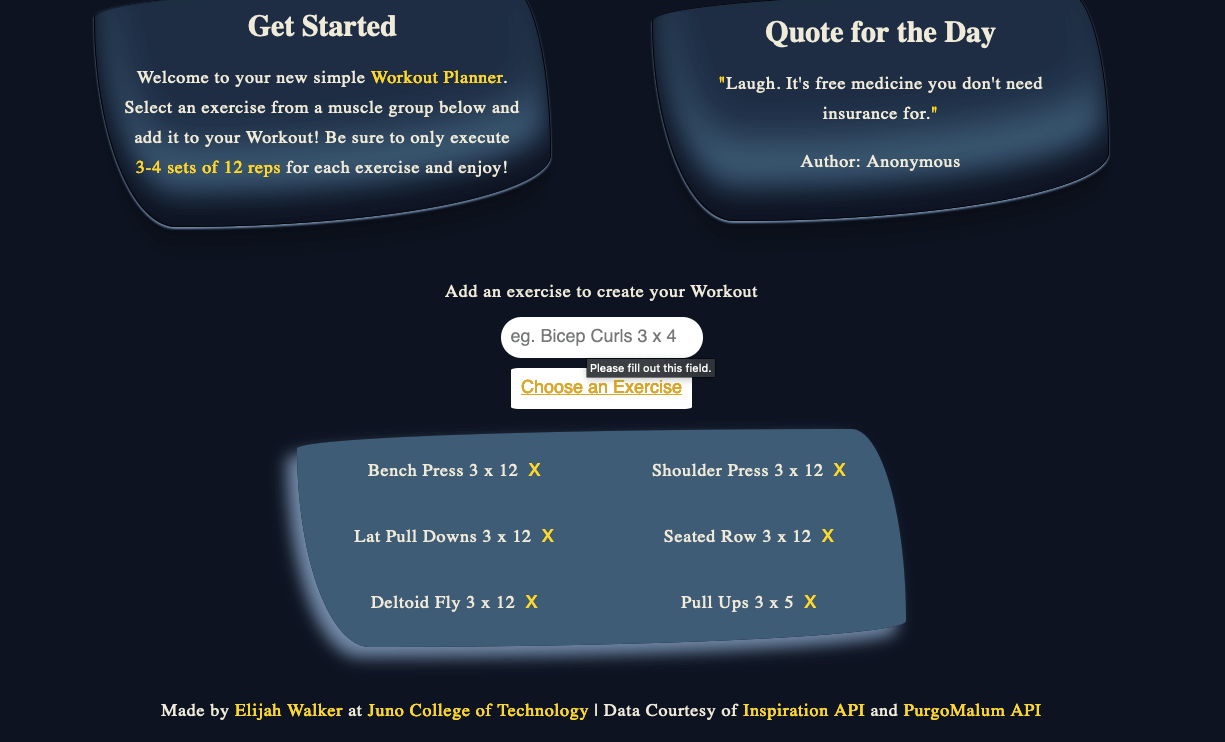 Get Started
Welcome to your new simple Workout Planner.
Select an exercise from a muscle group below and
add it to your Workout! Be sure to only execute
3-4 sets of 12 reps for each exercise and enjoy!
Quote for the Day
"Laugh. It's free medicine you don't need
insurance for."
Author: Anonymous
Add an exercise to create your Workout
eg. Bicep Curls 3 x 4
Please fill out this field.
Choose an Exercise
Bench Press 3 x 12 X
Shoulder Press 3 x 12 X
Lat Pull Downs 3 x 12 X
Seated Row 3 x 12 X
Deltoid Fly 3 x 12 X
Pull Ups 3 x 5 X
Made by Elijah Walker at Juno College of Technology | Data Courtesy of Inspiration API and PurgoMalum API